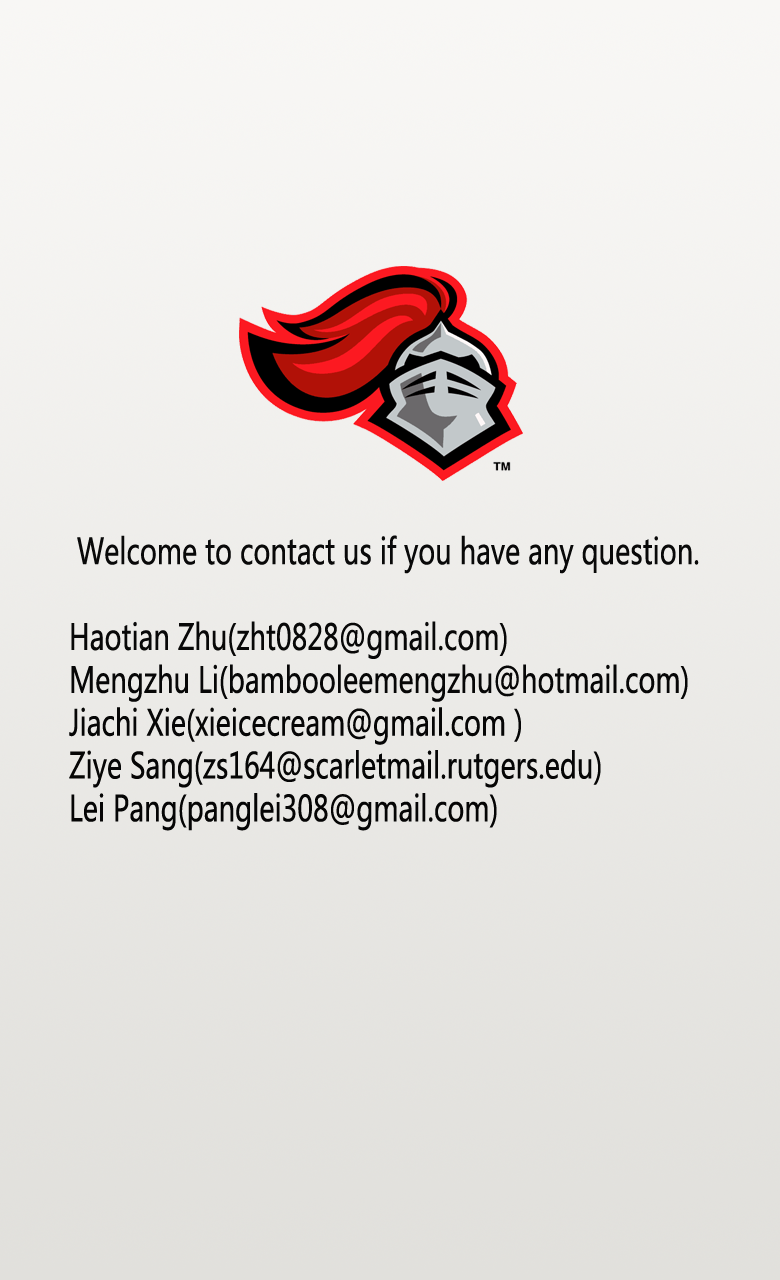 TM
Welcome to contact us if you have any question.
Haotian Zhu(zht0828@gmail.com)
Mengzhu Li(bambooleemengzhu@hotmail.com)
Jiachi Xie(xieicecream@gmail.com )
Ziye Sang(zs164@scarletmail.rutgers.edu)
Lei Pang(panglei308@gmail.com)